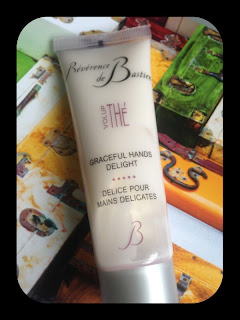 Révérence
de Bastien
VOLUP
THÉ
GRACEFUL HANDS
DELIGHT
DELICE POUR
MAINS DELICATES
B